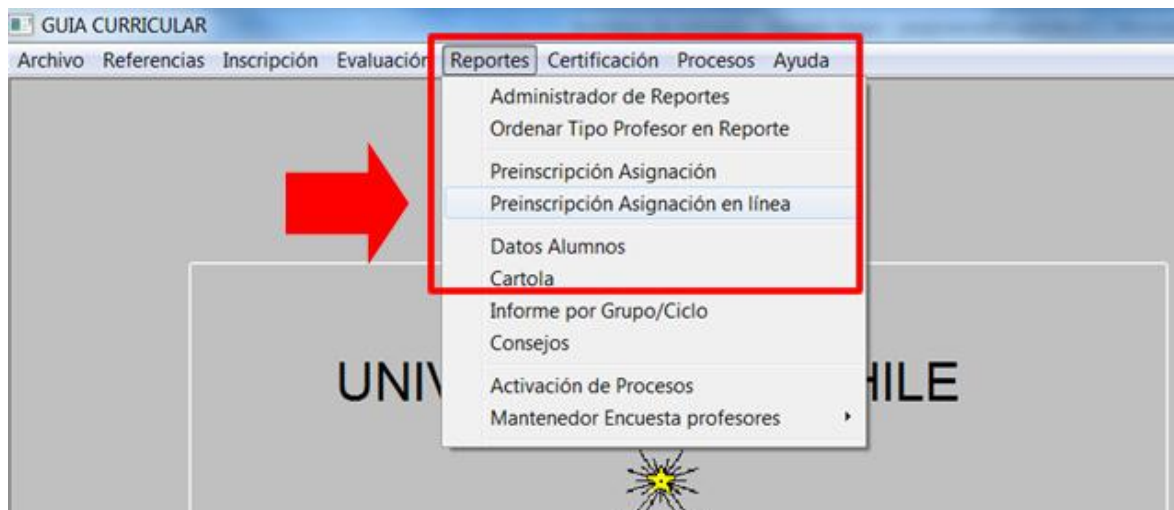 GUIA CURRICULAR
Archivo Referencias Inscripción Evaluación Reportes Certificación Procesos Ayuda
Administrador de Reportes
Ordenar Tipo Profesor en Reporte
Preinscripción Asignación
Preinscripción Asignación en línea
Datos Alumnos
Cartola
Informe por Grupo/Ciclo
Consejos
Activación de Procesos
Mantenedor Encuesta profesores